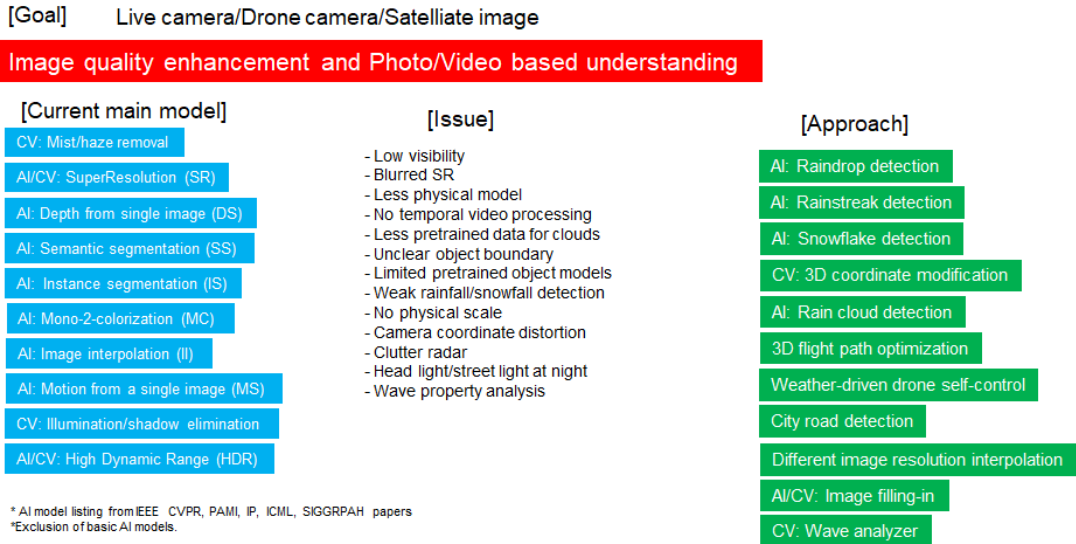 [Goal] Live camera/Drone camera/Satelliate image
Image quality enhancement and Photo/Video based understanding
[Current main model]
CV: Mist/haze removal
AI/CV: SuperResolution (SR)
AI: Depth from single image (DS)
AI: Semantic segmentation (SS)
AI: Instance segmentation (IS)
AI: Mono-2-colorization (MC)
AI: Image interpolation (II)
AI: Motion from a single image (MS)
CV: Illumination/shadow elimination
AI/CV: High Dynamic Range (HDR)
* AI model listing from IEEE CVPR, PAMI, IP, ICML, SIGGRPAH papers
*Exclusion of basic AI models.
[Issue]
- Low visibility
- Blurred SR
- Less physical model
- No temporal video processing
- Less pretrained data for clouds
- Unclear object boundary
- Limited pretrained object models
- Weak rainfall/snowfall detection
- No physical scale
- Camera coordinate distortion
- Clutter radar
- Head light/street light at night
- Wave property analysis
[Approach]
AI: Raindrop detection
AI: Rainstreak detection
AI: Snowflake detection
CV: 3D coordinate modification
AI: Rain cloud detection
3D flight path optimization
Weather-driven drone self-control
City road detection
Different image resolution interpolation
AI/CV: Image filling-in
CV: Wave analyzer